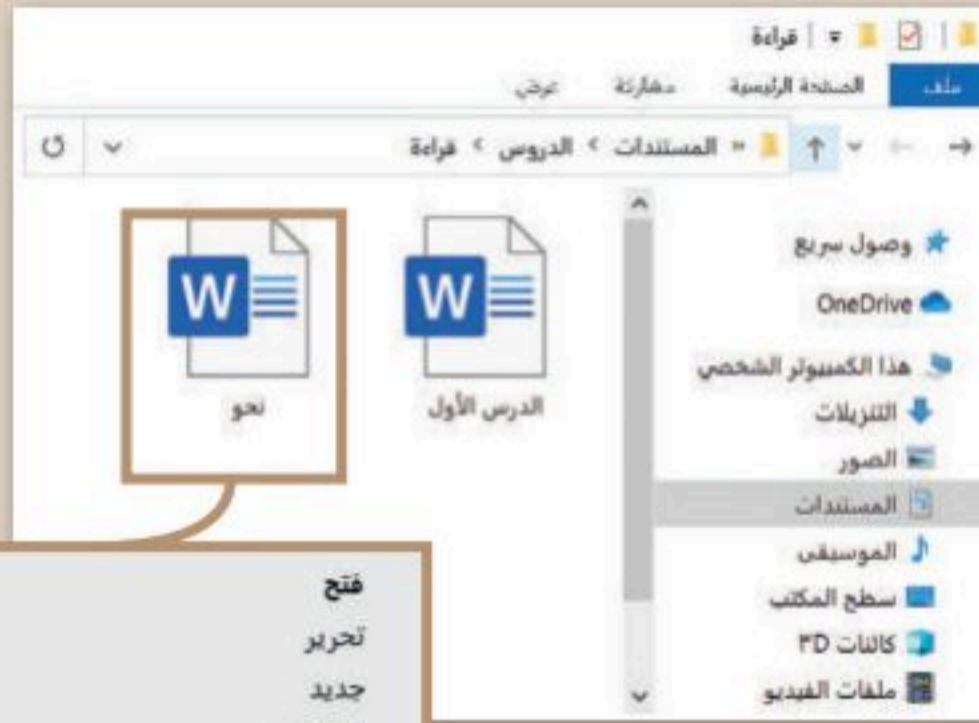 قراءة
ملف الصفحة الرئيسية مشاركة عرض
« المستندات › الدروس › قراءة
وصول سريع
OneDrive
هذا الكمبيوتر الشخصي
التنزيلات
الصور
المستندات
الموسيقى
سطح المكتب
كائنات ٣D
ملفات الفيديو
W
الدرس الأول
W
نحو
فتح
تحرير
جديد